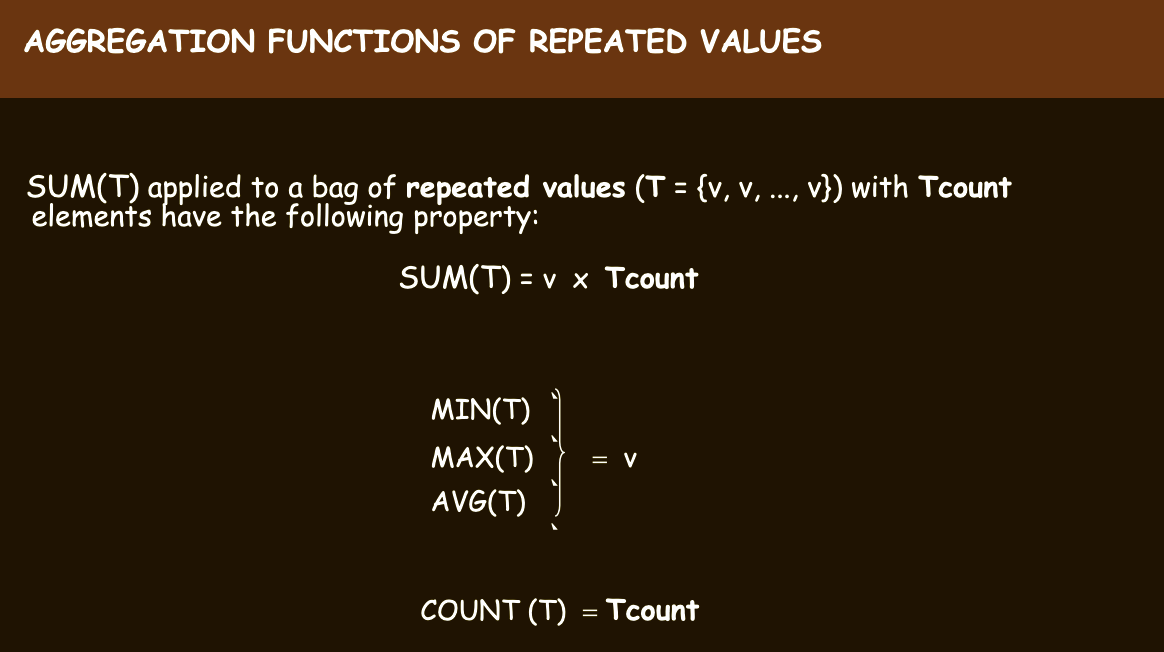 AGGREGATION FUNCTIONS OF REPEATED VALUES
SUM(T) applied to a bag of repeated values (T = {v, v, ..., v}) with Tcount
elements have the following property:
SUM(T) = v x Tcount
MIN(T)
MAX(T) = v
AVG(T)
COUNT (T) = Tcount